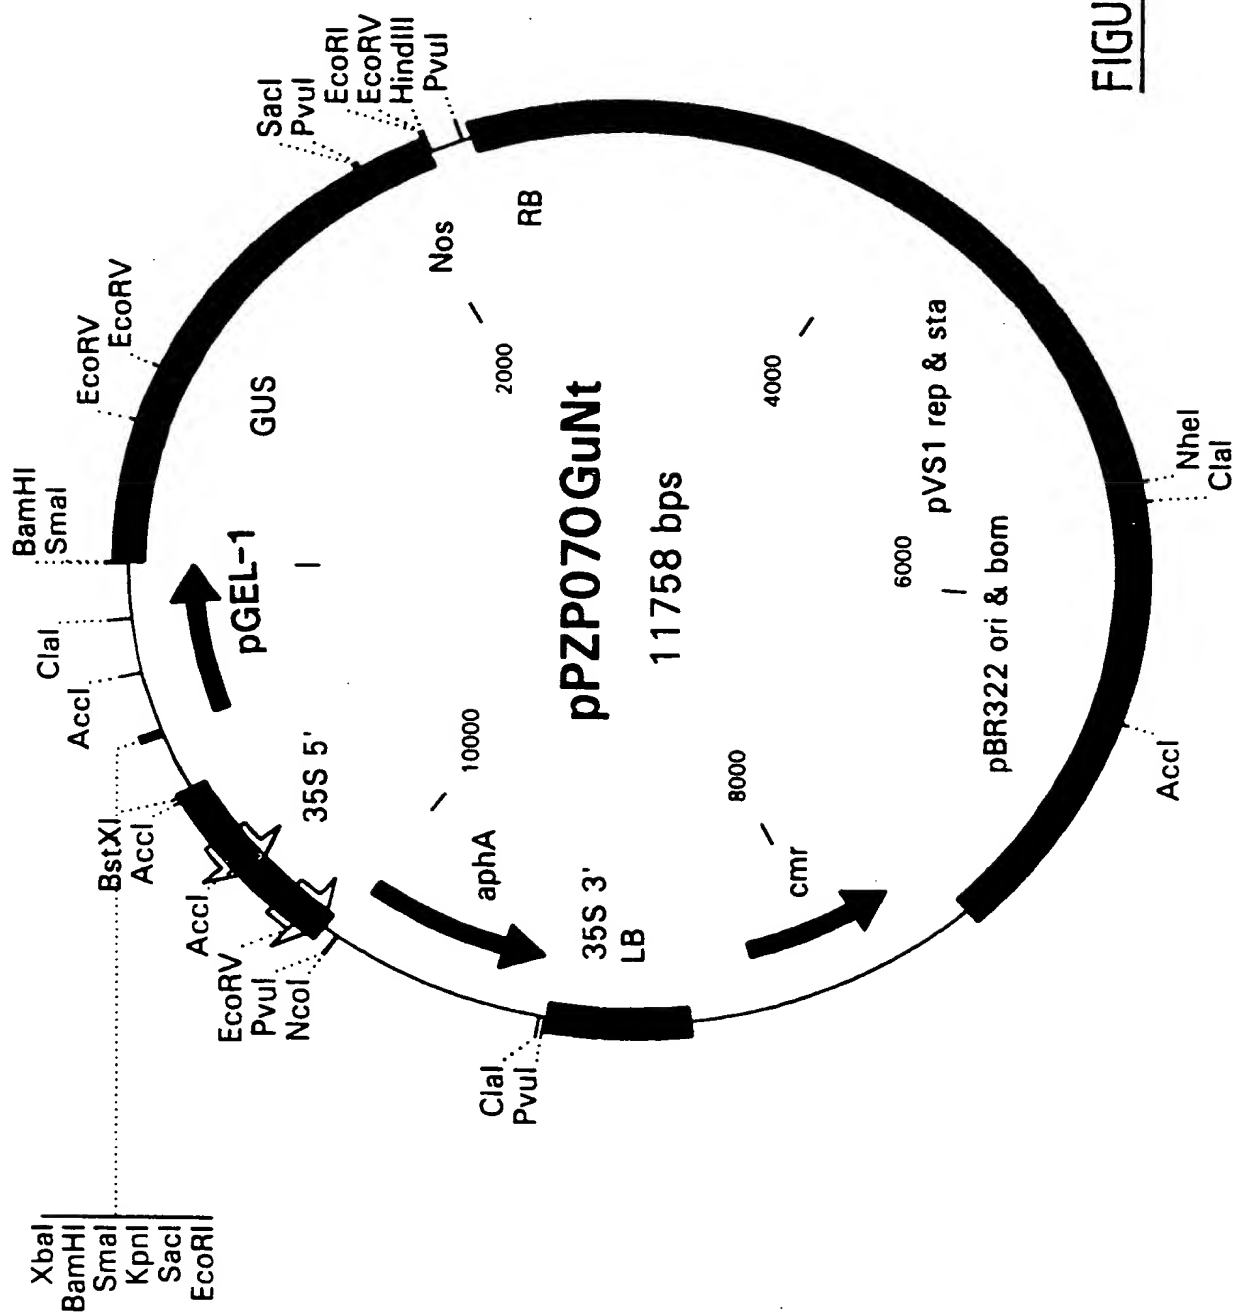 XbaI
BamHI
SmaI
KpnI
SacI
EcoRI
BstXI
AccI
AccI
EcoRV
PvuI
NcoI
ClaI
PvuI
AccI
ClaI
BamHI
SmaI
EcoRV
EcoRV
SacI
PvuI
EcoRI
EcoRV
HindIII
PvuI
pGEL-1
GUS
Nos
RB
35S 5'
aphA
35S 3'
LB
cmr
pPZP070GuNt
11758 bps
2000
4000
6000
8000
10000
pVS1 rep & sta
pBR322 ori & bom
NheI
ClaI
AccI
FIGU